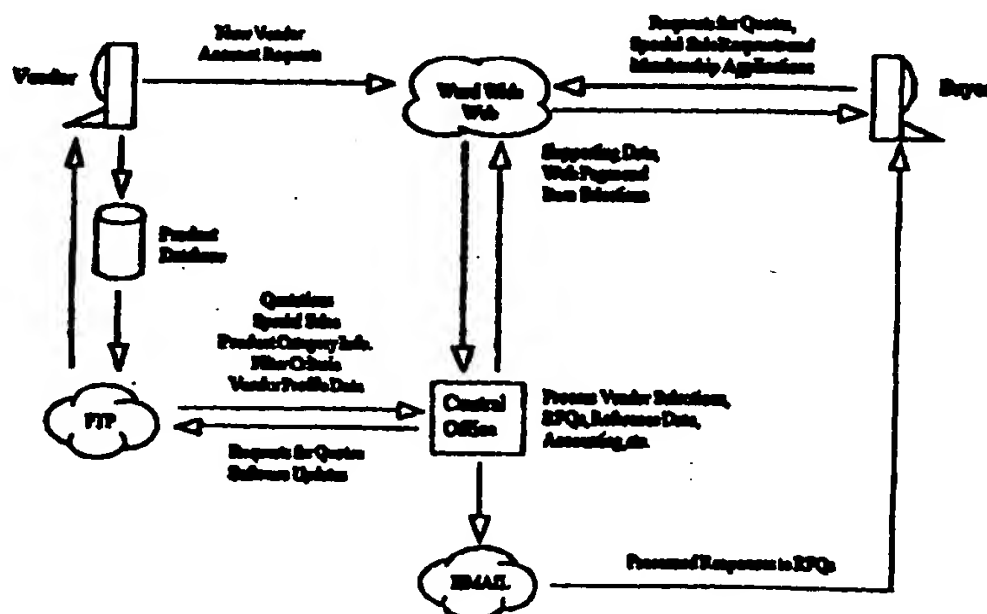 New Vendor
Account Requests
Requests for Quotes,
Special Sale Requests and
Membership Applications
Vendor
Word Wide
Web
Buyer
Supporting Data,
Web Pages and
Item Selections
Product
Database
Quotations
Special Sales
Product Category Info.
Filter Criteria
Vendor Profile Data
FTP
Central
Office
Process Vendor Selections,
RFQs, Reference Data,
Accounting, etc.
Requests for Quotes
Software Updates
EMAIL
Processed Responses to RFQs